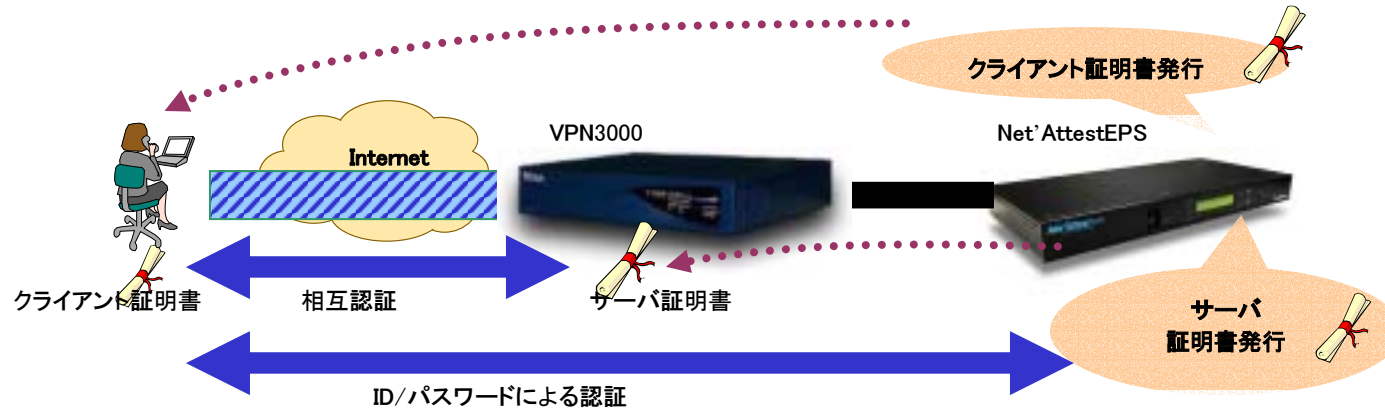 クライアント証明書発行
VPN3000
Net'AttestEPS
Internet
クライアント証明書
相互認証
サーバ証明書
サーバ
証明書発行
ID/パスワードによる認証